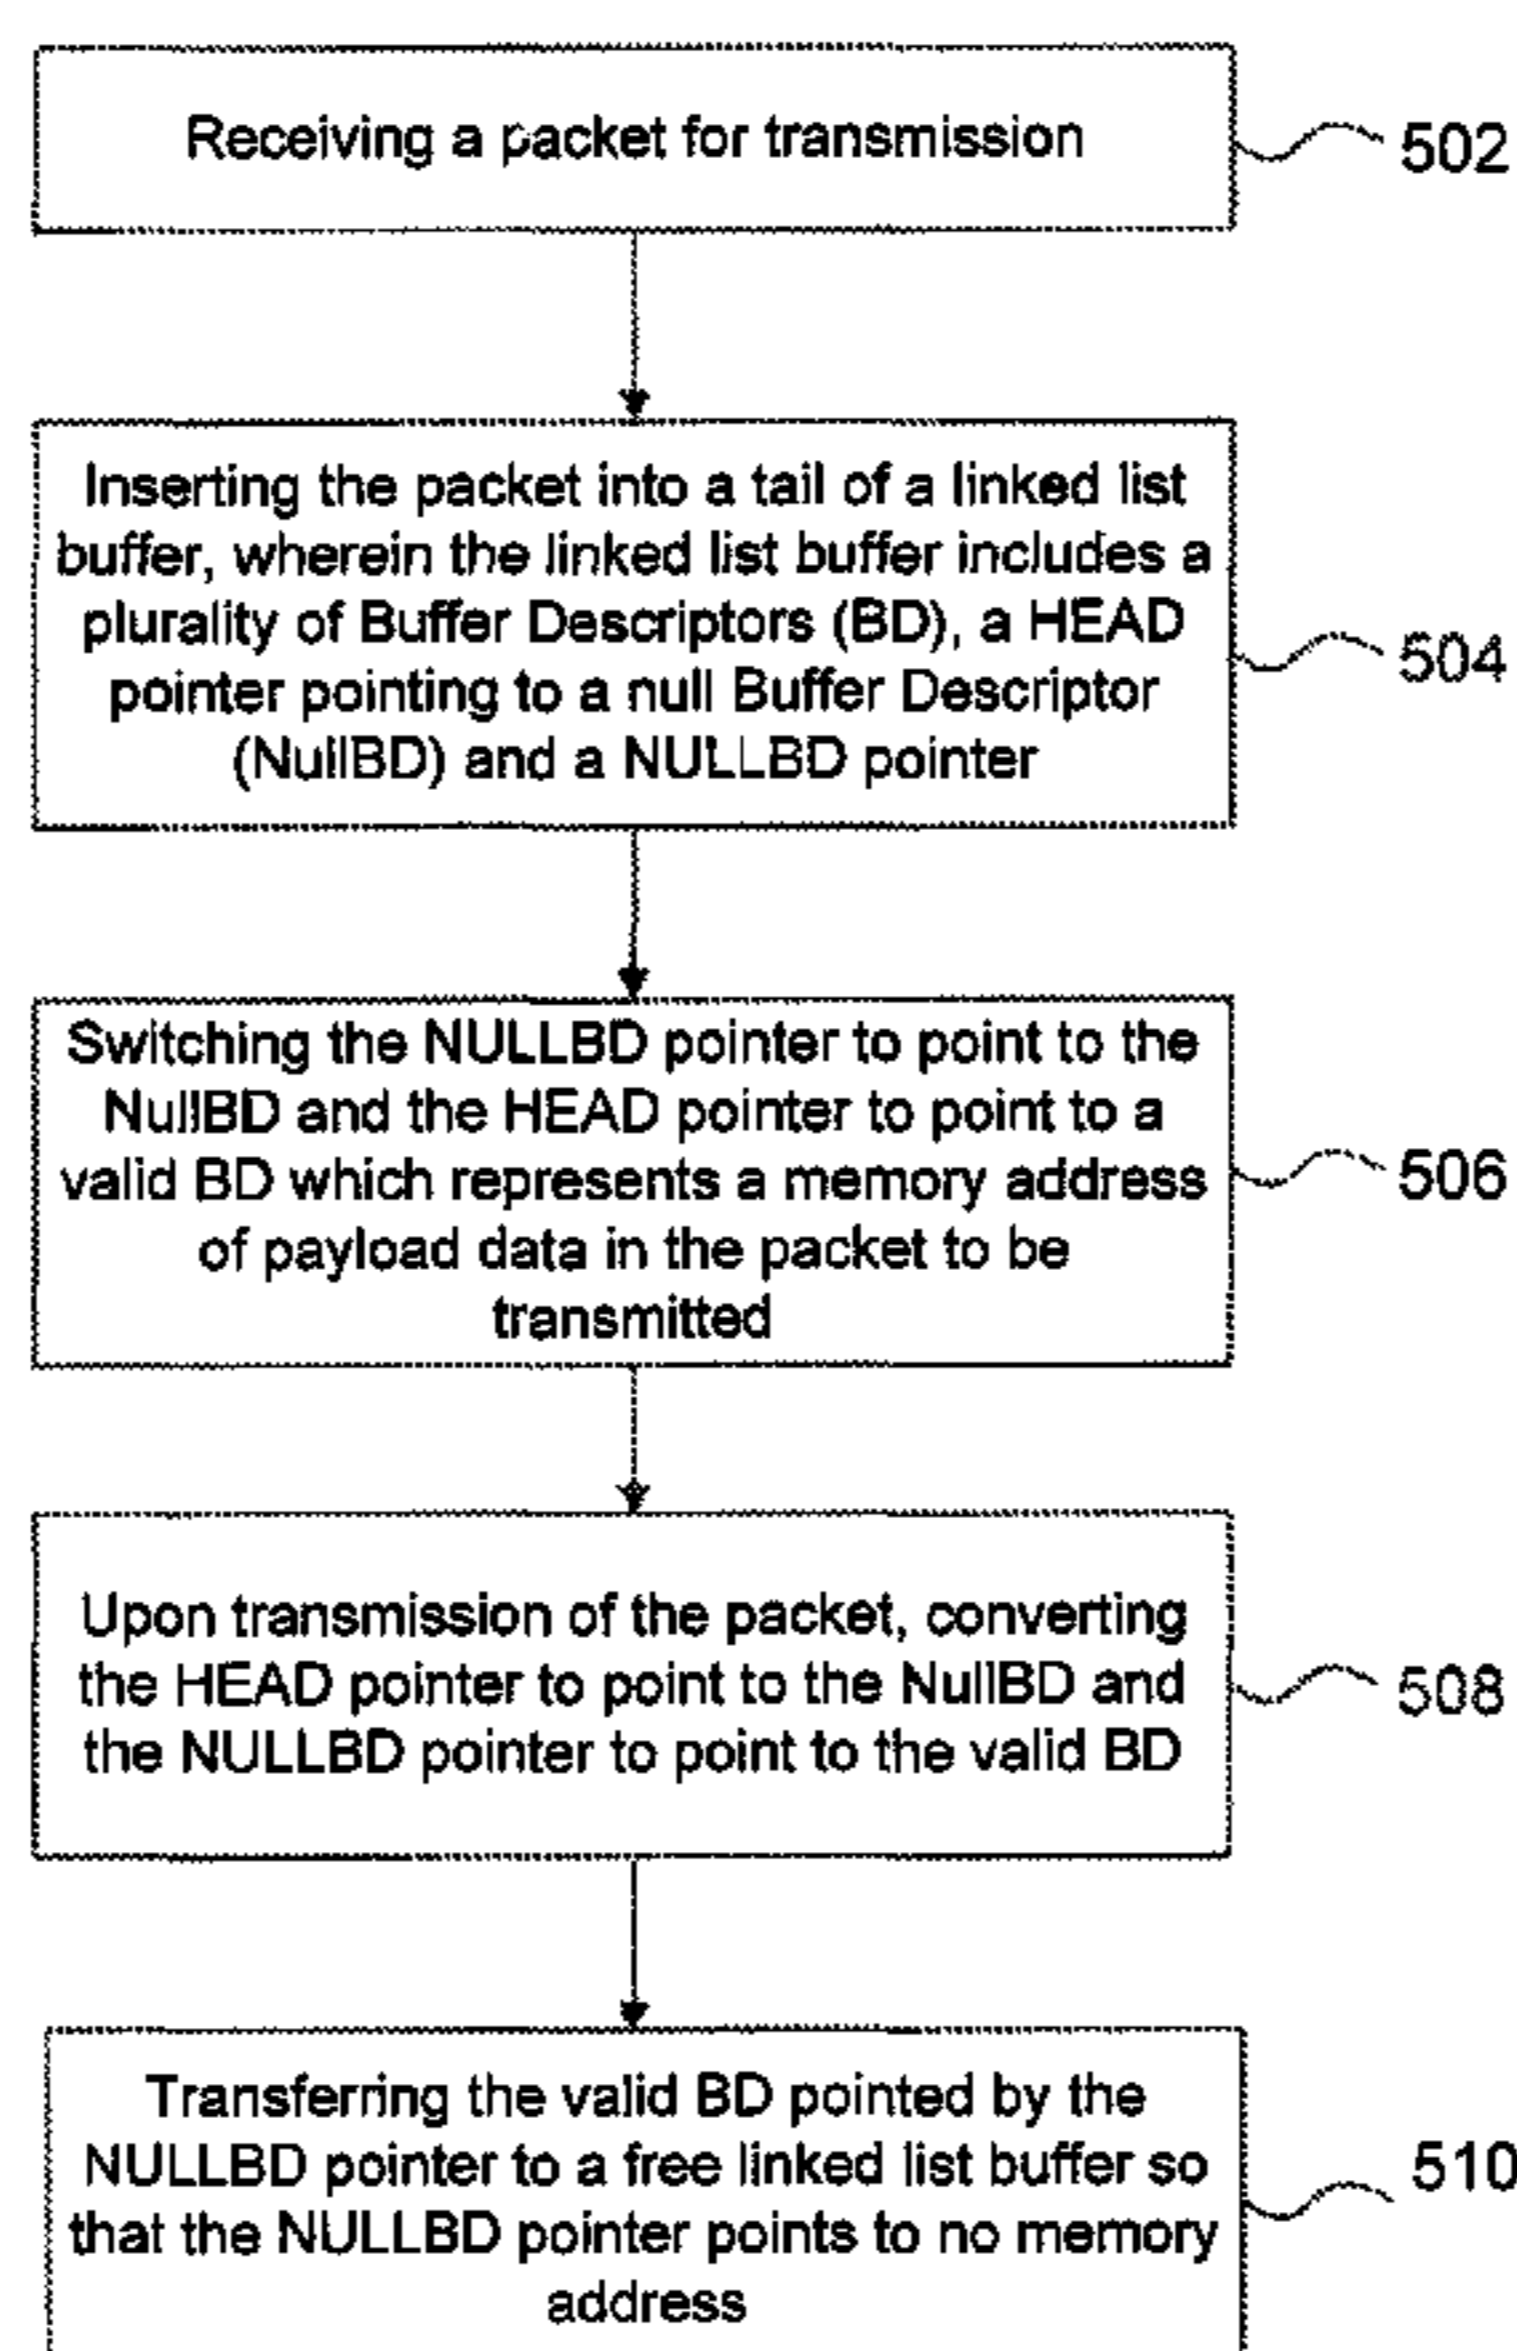 Receiving a packet for transmission
502
Inserting the packet into a tail of a linked list
buffer, wherein the linked list buffer includes a
plurality of Buffer Descriptors (BD), a HEAD
pointer pointing to a null Buffer Descriptor
(NullBD) and a NULLBD pointer
504
Switching the NULLBD pointer to point to the
NullBD and the HEAD pointer to point to a
valid BD which represents a memory address
of payload data in the packet to be
transmitted
506
Upon transmission of the packet, converting
the HEAD pointer to point to the NullBD and
the NULLBD pointer to point to the valid BD
508
Transferring the valid BD pointed by the
NULLBD pointer to a free linked list buffer so
that the NULLBD pointer points to no memory
address
510